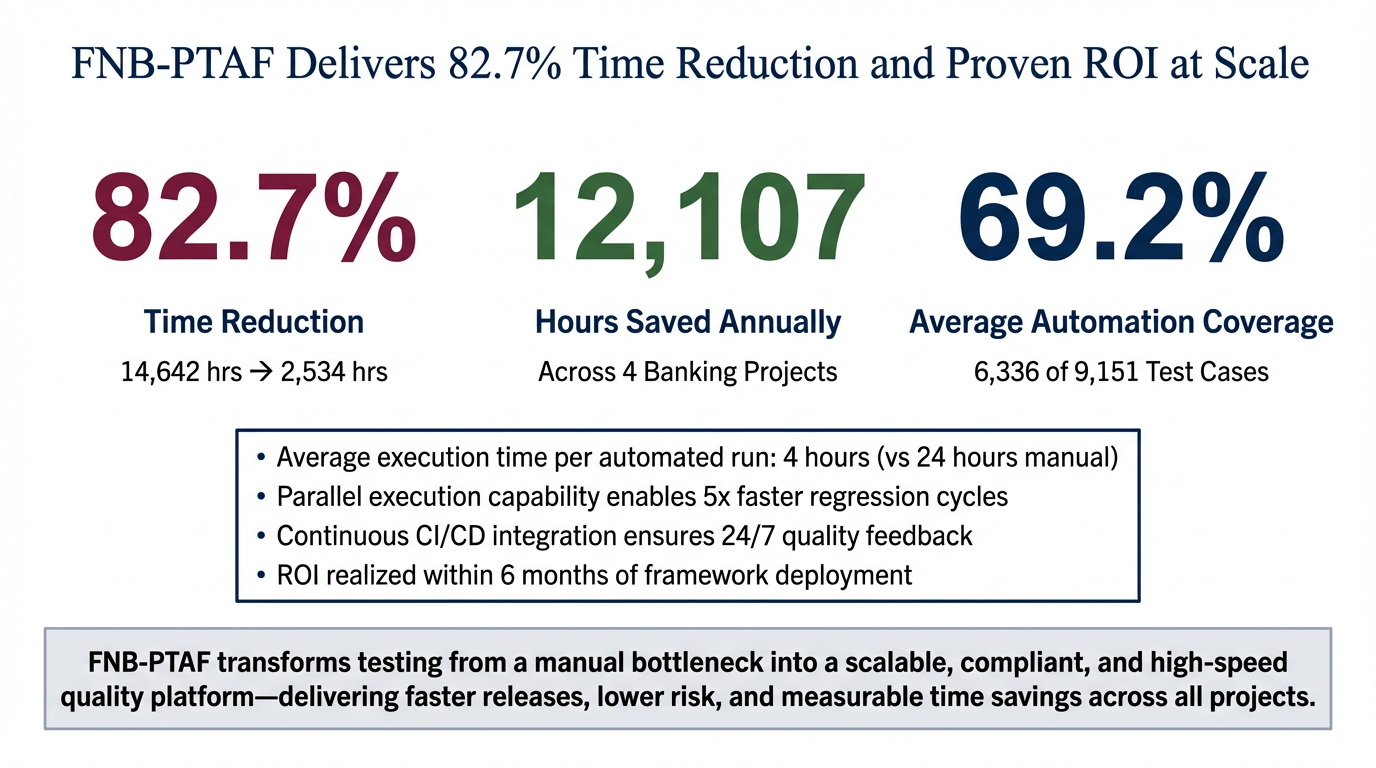 FNB-PTAF Delivers 82.7% Time Reduction and Proven ROI at Scale
82.7%
Time Reduction
14,642 hrs → 2,534 hrs
12,107
Hours Saved Annually
Across 4 Banking Projects
69.2%
Average Automation Coverage
6,336 of 9,151 Test Cases
• Average execution time per automated run: 4 hours (vs 24 hours manual)
• Parallel execution capability enables 5x faster regression cycles
• Continuous CI/CD integration ensures 24/7 quality feedback
• ROI realized within 6 months of framework deployment
FNB-PTAF transforms testing from a manual bottleneck into a scalable, compliant, and high-speed
quality platform—delivering faster releases, lower risk, and measurable time savings across all projects.